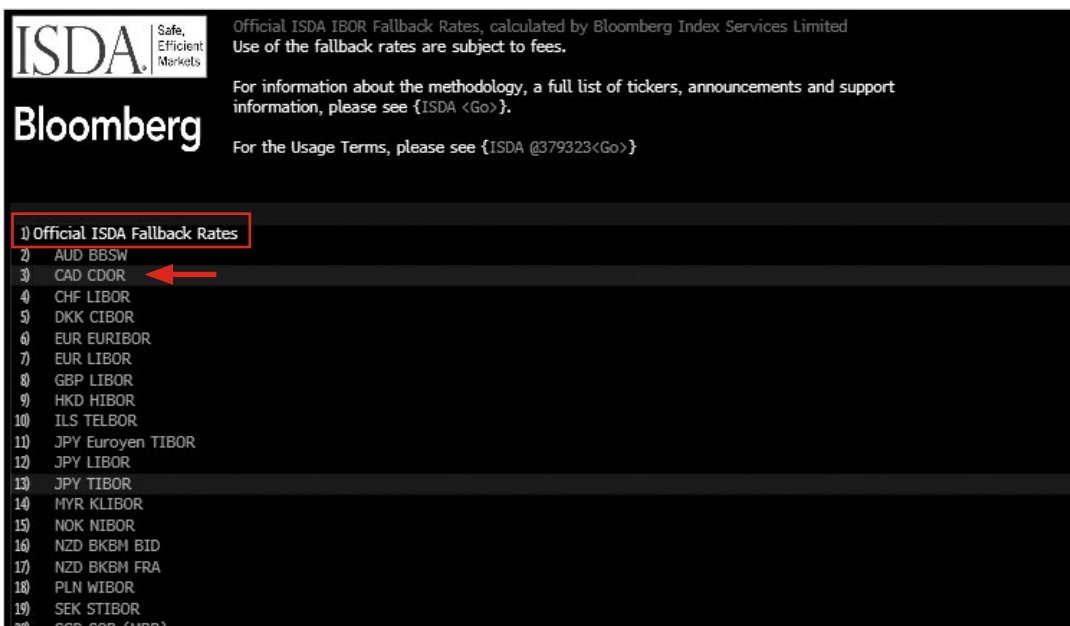 ISDA.
Safe,
Efficient
Markets
Bloomberg
Official ISDA IBOR Fallback Rates, calculated by Bloomberg Index Services Limited
Use of the fallback rates are subject to fees.
For information about the methodology, a full list of tickers, announcements and support
information, please see {ISDA <Go>}.
For the Usage Terms, please see {ISDA @379323<Go>}
1) Official ISDA Fallback Rates
2) AUD BBSW
3) CAD CDOR
4) CHF LIBOR
5) DKK CIBOR
6) EUR EURIBOR
7) EUR LIBOR
8) GBP LIBOR
9) HKD HIBOR
10) ILS TELBOR
11) JPY Euroyen TIBOR
12) JPY LIBOR
13) JPY TIBOR
14) MYR KLIBOR
15) NOK NIBOR
16) NZD BKBM BID
17) NZD BKBM FRA
18) PLN WIBOR
19) SEK STIBOR